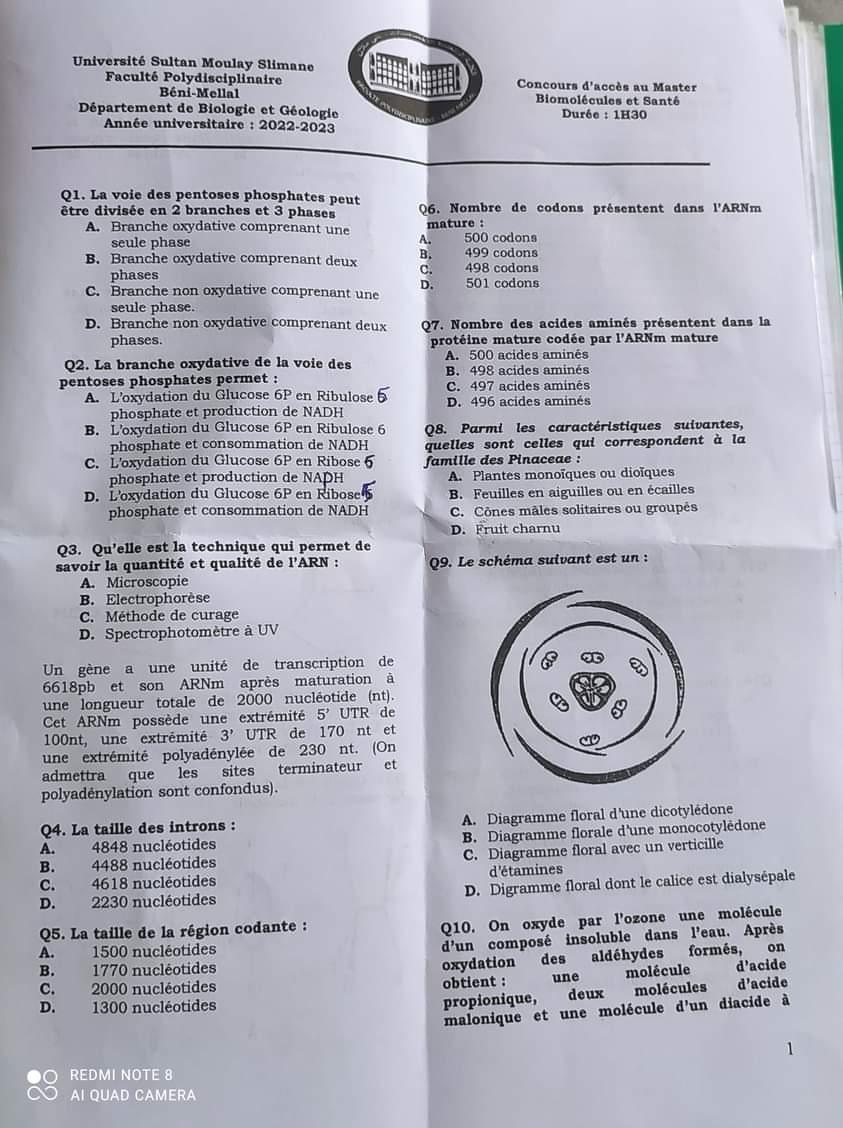 Université Sultan Moulay Slimane
Faculté Polydisciplinaire
Béni-Mellal
Département de Biologie et Géologie
Année universitaire : 2022-2023
Concours d'accès au Master
Biomolécules et Santé
Durée : 1H30
Q1. La voie des pentoses phosphates peut
être divisée en 2 branches et 3 phases
A. Branche oxydative comprenant une
seule phase
B. Branche oxydative comprenant deux
phases
C. Branche non oxydative comprenant une
seule phase.
D. Branche non oxydative comprenant deux
phases.
Q2. La branche oxydative de la voie des
pentoses phosphates permet :
A. L'oxydation du Glucose 6P en Ribulose 5
phosphate et production de NADH
B. L'oxydation du Glucose 6P en Ribulose 6
phosphate et consommation de NADH
C. L'oxydation du Glucose 6P en Ribose 5
phosphate et production de NAPH
D. L'oxydation du Glucose 6P en Ribose 5
phosphate et consommation de NADH
Q3. Qu'elle est la technique qui permet de
savoir la quantité et qualité de l'ARN :
A. Microscopie
B. Electrophorèse
C. Méthode de curage
D. Spectrophotomètre à UV
Un gène a une unité de transcription de
6618pb et son ARNm après maturation à
une longueur totale de 2000 nucléotide (nt).
Cet ARNm possède une extrémité 5' UTR de
100nt, une extrémité 3' UTR de 170 nt et
une extrémité polyadénylée de 230 nt. (On
admettra que les sites terminateur et
polyadénylation sont confondus).
Q4. La taille des introns :
A. 4848 nucléotides
B. 4488 nucléotides
C. 4618 nucléotides
D. 2230 nucléotides
Q5. La taille de la région codante :
A. 1500 nucléotides
B. 1770 nucléotides
C. 2000 nucléotides
D. 1300 nucléotides
Q6. Nombre de codons présentent dans l'ARNm
mature :
A. 500 codons
B. 499 codons
C. 498 codons
D. 501 codons
Q7. Nombre des acides aminés présentent dans la
protéine mature codée par l'ARNm mature
A. 500 acides aminés
B. 498 acides aminés
C. 497 acides aminés
D. 496 acides aminés
Q8. Parmi les caractéristiques suivantes,
quelles sont celles qui correspondent à la
famille des Pinaceae :
A. Plantes monoïques ou dioïques
B. Feuilles en aiguilles ou en écailles
C. Cônes mâles solitaires ou groupés
D. Fruit charnu
Q9. Le schéma suivant est un :
A. Diagramme floral d'une dicotylédone
B. Diagramme florale d'une monocotylédone
C. Diagramme floral avec un verticille
d'étamines
D. Digramme floral dont le calice est dialysépale
Q10. On oxyde par l'ozone une molécule
d'un composé insoluble dans l'eau. Après
oxydation des aldéhydes formés, on
obtient : une molécule d'acide
propionique, deux molécules d'acide
malonique et une molécule d'un diacide à
1
REDMI NOTE 8
AI QUAD CAMERA